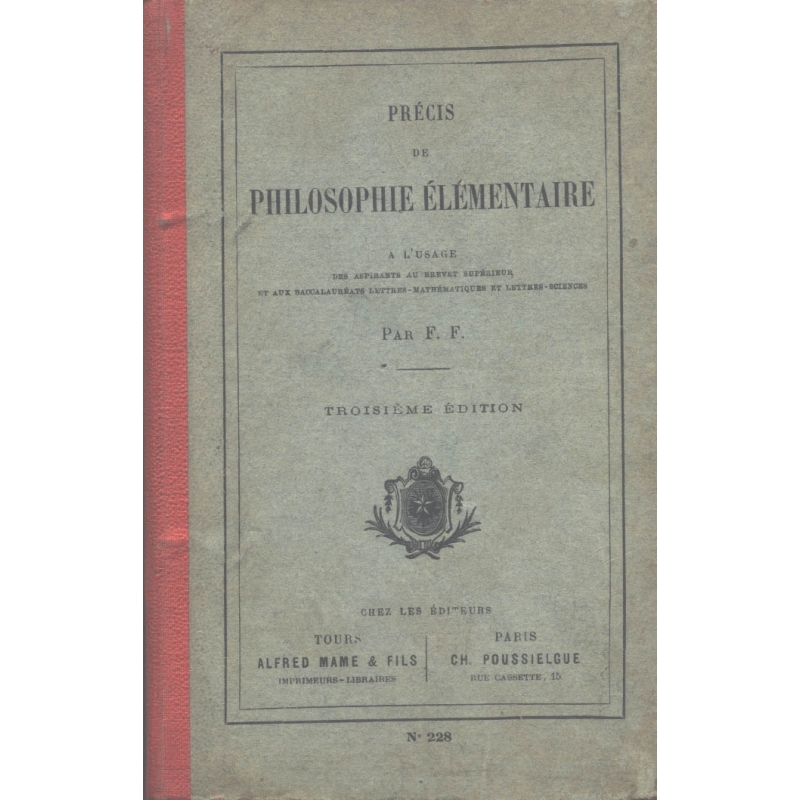 PRÉCIS
DE
PHILOSOPHIE ÉLÉMENTAIRE
A L'USAGE
DES ASPIRANTS AU BREVET SUPÉRIEUR
ET AUX BACCALAURÉATS LETTRES-MATHÉMATIQUES ET LETTRES-SCIENCES
PAR F. F.
TROISIÈME ÉDITION
CHEZ LES ÉDITEURS
TOURS
ALFRED MAME & FILS
IMPRIMEURS-LIBRAIRES
PARIS
CH. POUSSIELGUE
RUE CASSETTE, 15
N° 228